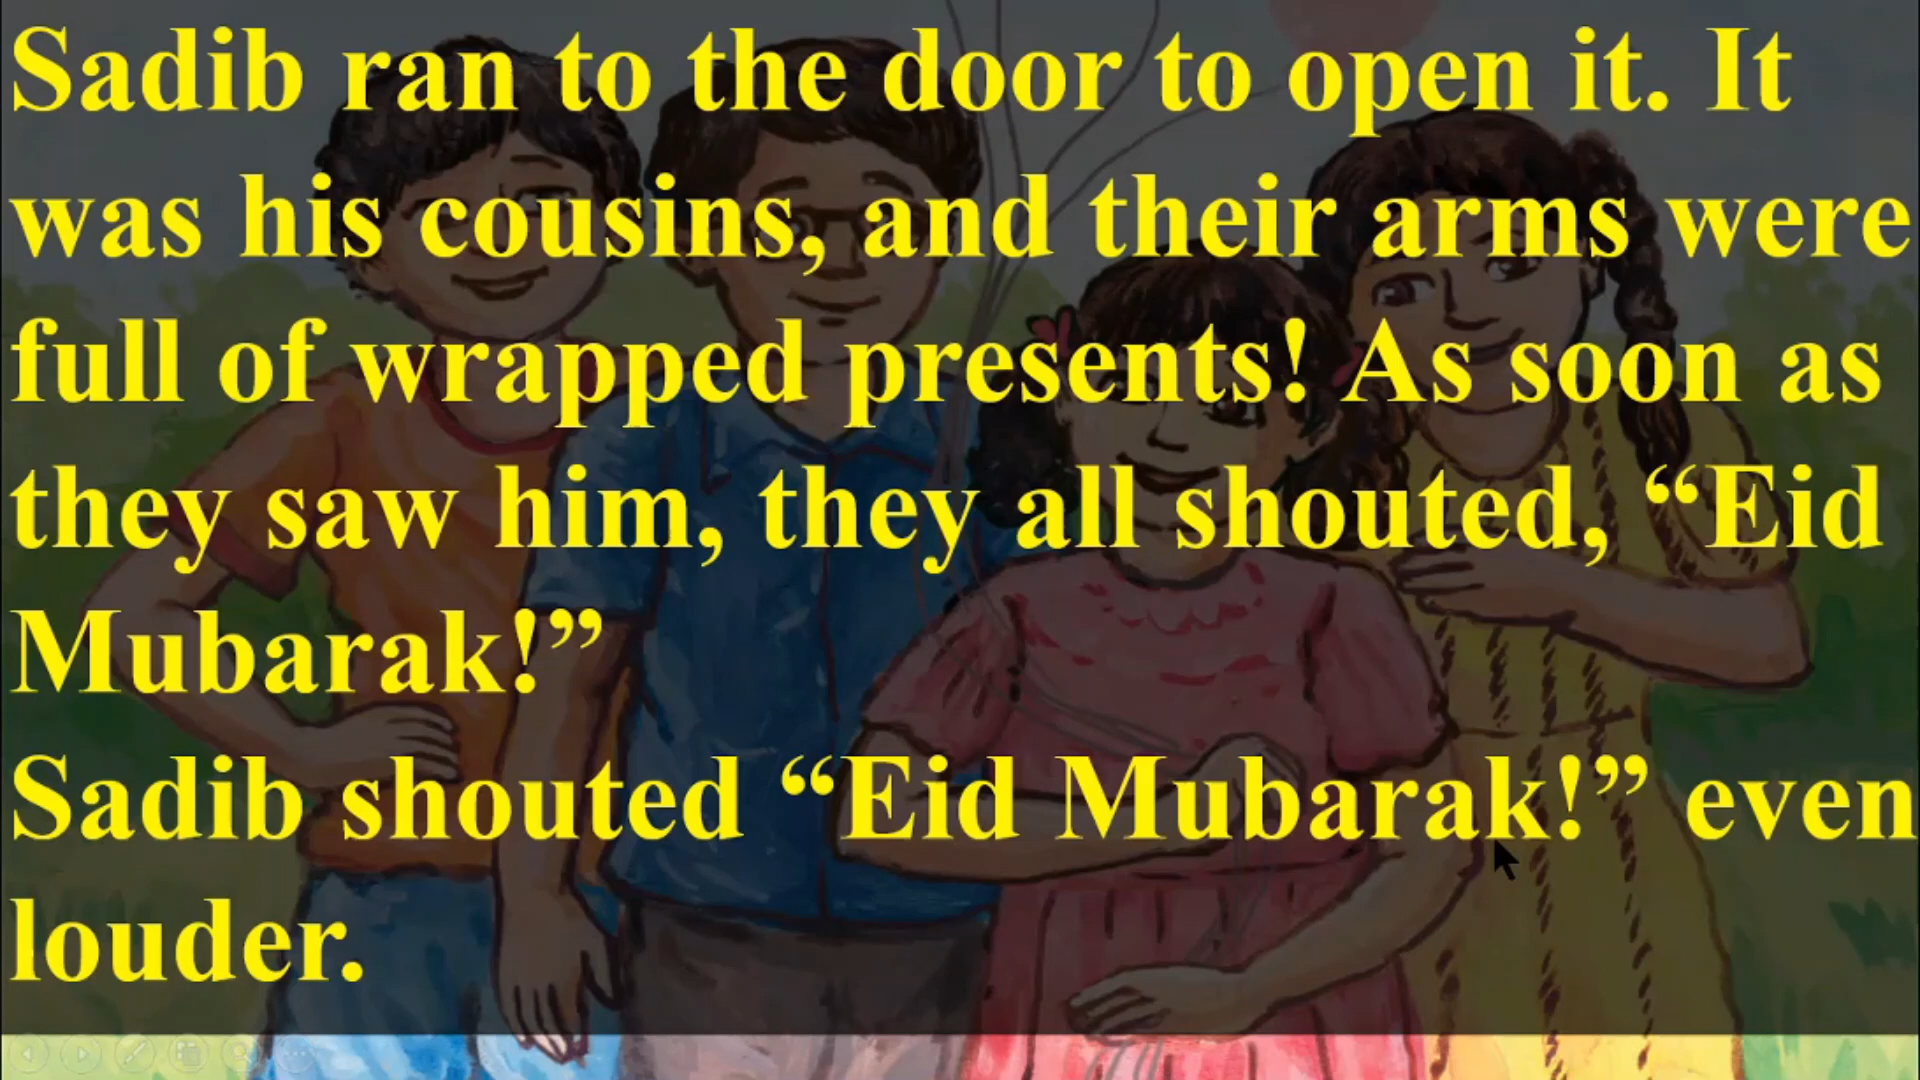 Sadib ran to the door to open it. It
was his cousins, and their arms were
full of wrapped presents! As soon as
they saw him, they all shouted, “Eid
Mubarak!”
Sadib shouted “Eid Mubarak!” even
louder.